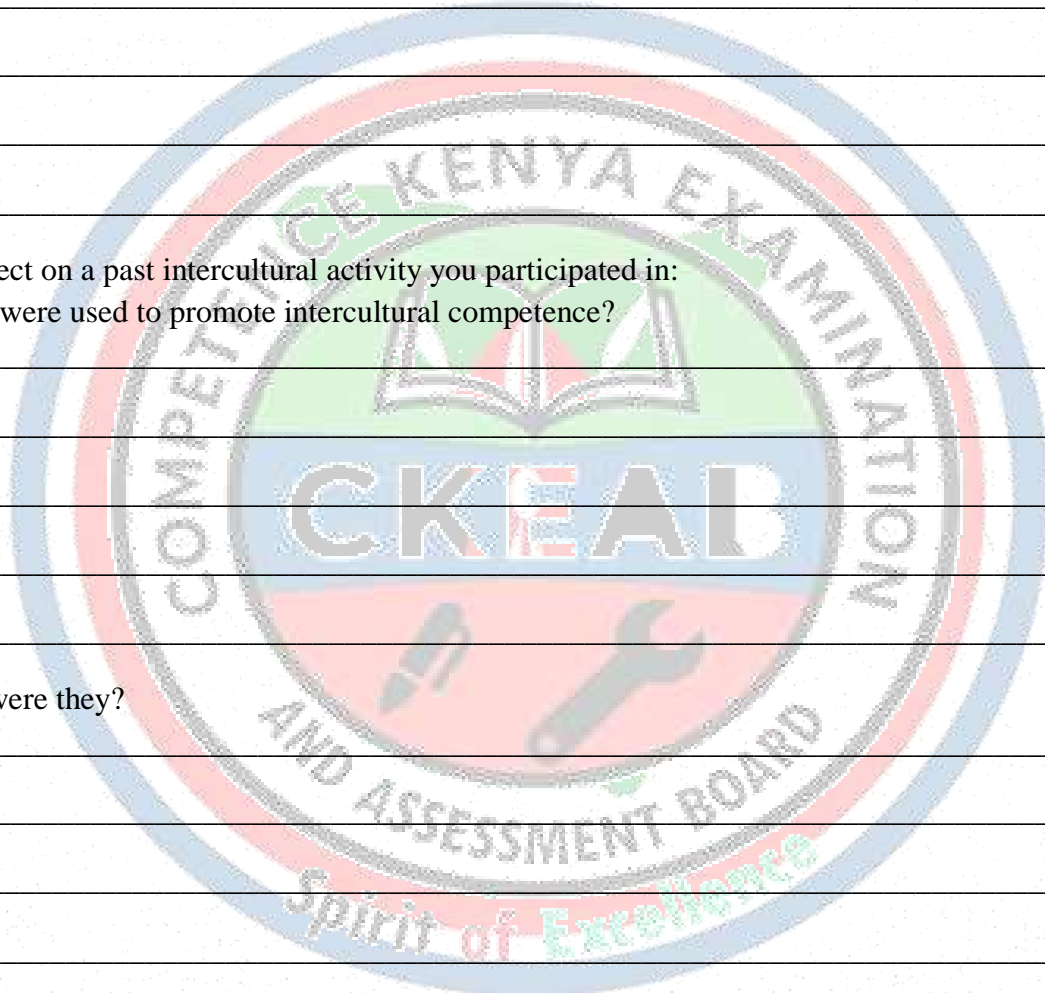 ect on a past intercultural activity you participated in:
were used to promote intercultural competence?
vere they?
COMPETENCE KENYA EXAMINATION
CKEAB
AND ASSESSMENT BOARD
Spirit of Excellence